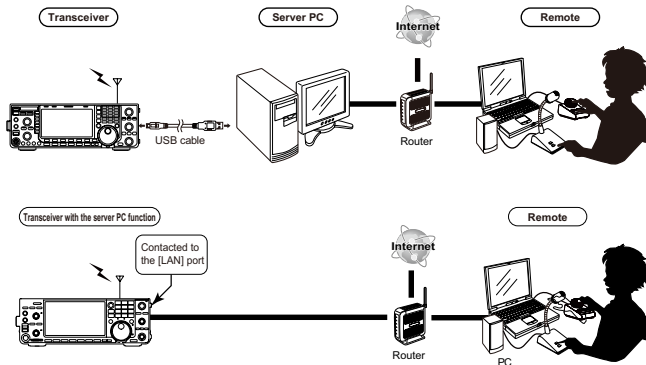 Transceiver
Server PC
Internet
Remote
USB cable
Router
Transceiver with the server PC function
Contacted to
the [LAN] port
Internet
Remote
Router
PC